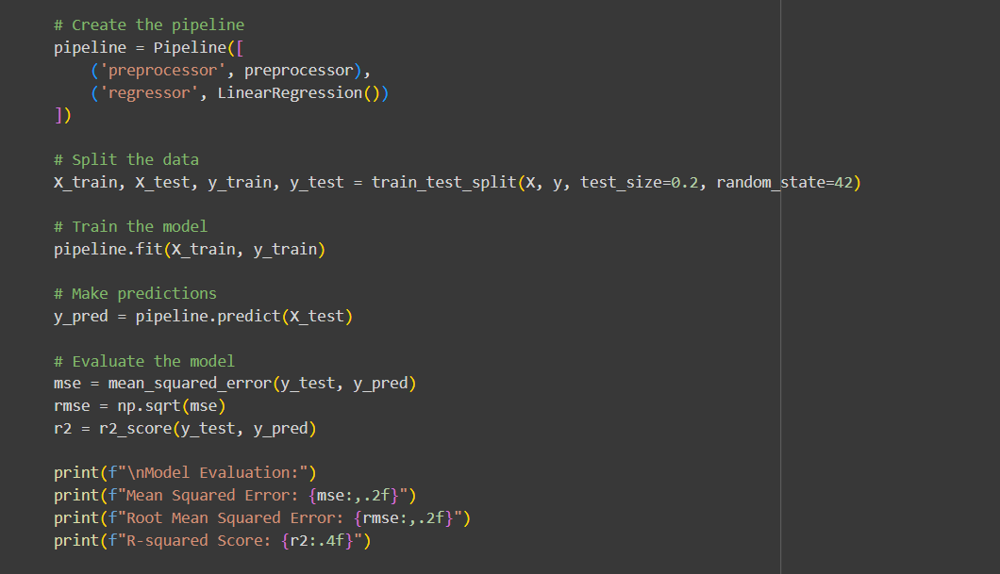 # Create the pipeline
pipeline = Pipeline([
    ('preprocessor', preprocessor),
    ('regressor', LinearRegression())
])
# Split the data
X_train, X_test, y_train, y_test = train_test_split(X, y, test_size=0.2, random_state=42)
# Train the model
pipeline.fit(X_train, y_train)
# Make predictions
y_pred = pipeline.predict(X_test)
# Evaluate the model
mse = mean_squared_error(y_test, y_pred)
rmse = np.sqrt(mse)
r2 = r2_score(y_test, y_pred)
print(f"\nModel Evaluation:")
print(f"Mean Squared Error: {mse:,.2f}")
print(f"Root Mean Squared Error: {rmse:,.2f}")
print(f"R-squared Score: {r2:.4f}")